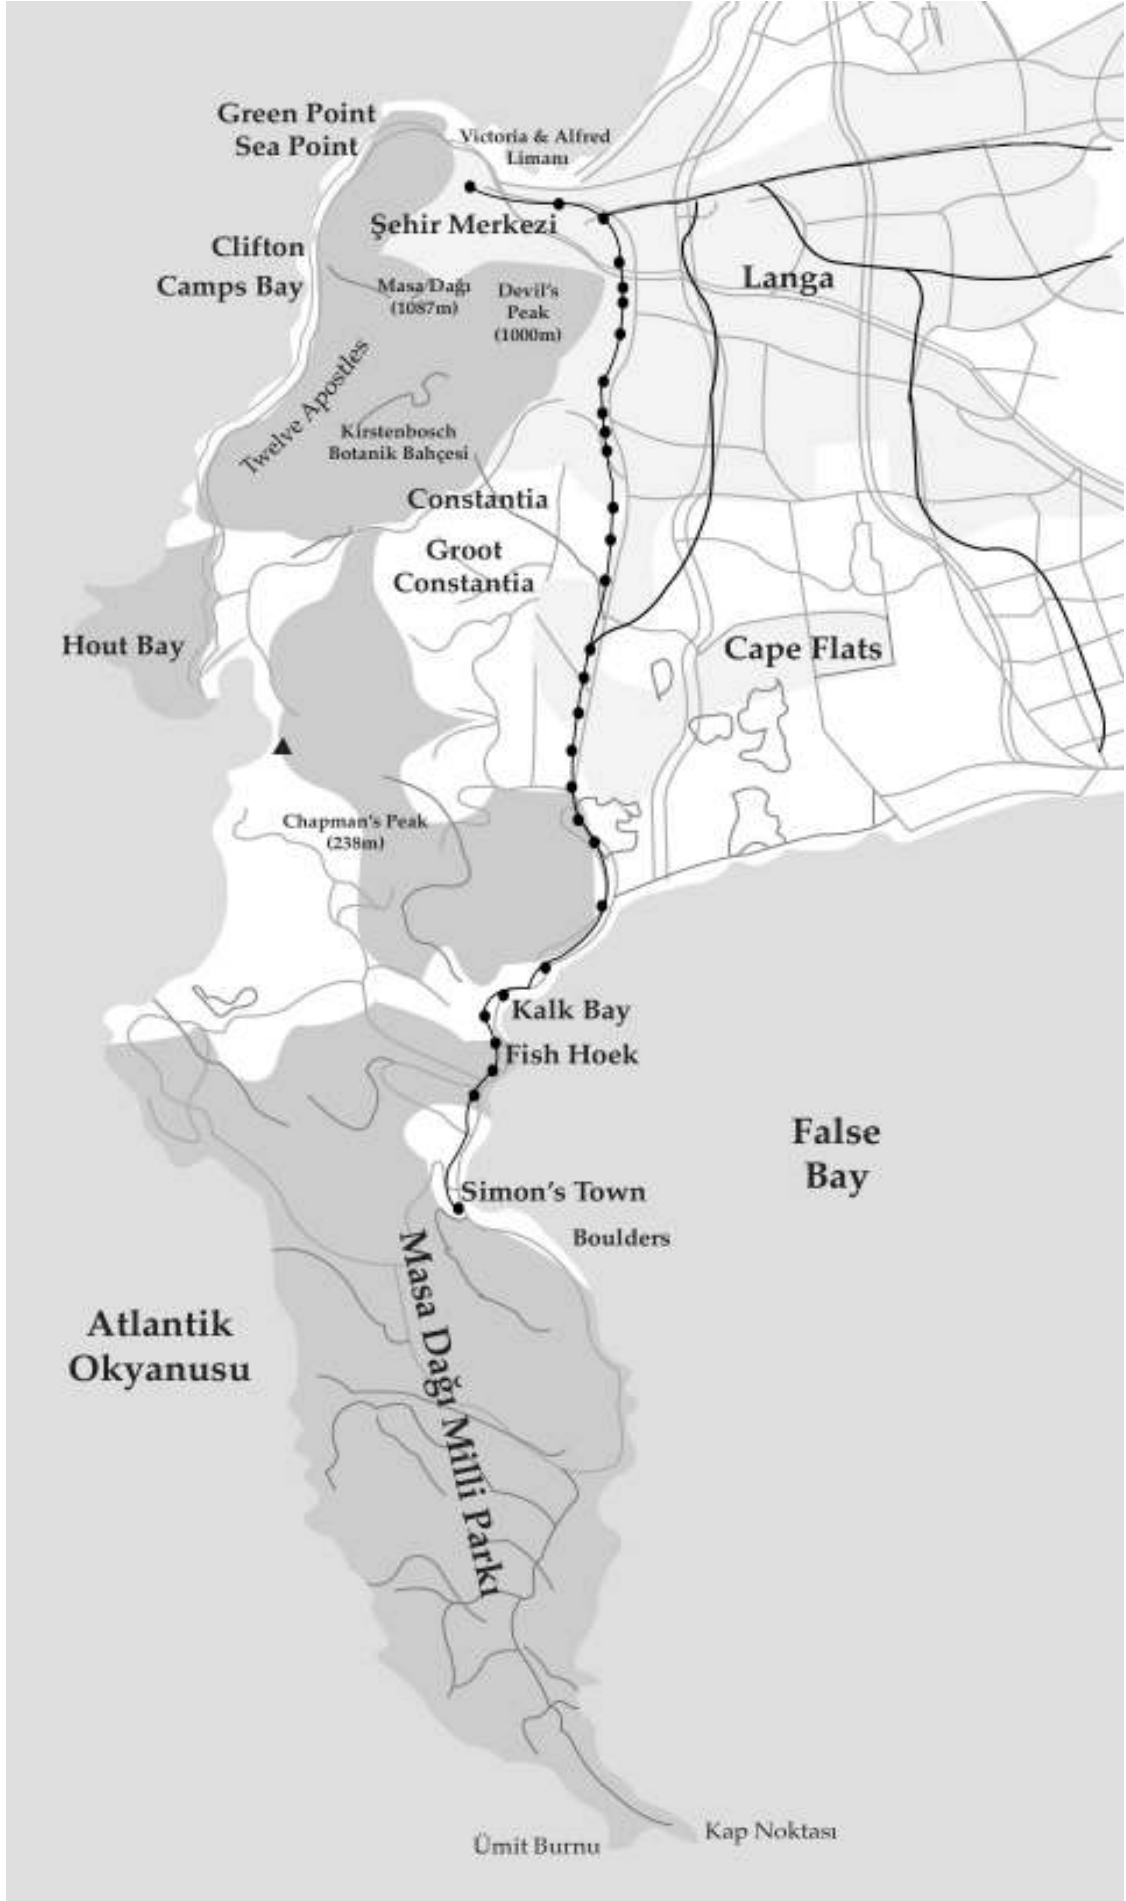 Green Point
Sea Point
Victoria & Alfred
Limanı
Şehir Merkezi
Clifton
Camps Bay
Masa Dağı
(1087m)
Devil's
Peak
(1000m)
Langa
Twelve Apostles
Kirstenbosch
Botanik Bahçesi
Constantia
Groot
Constantia
Hout Bay
Cape Flats
Chapman's Peak
(238m)
Kalk Bay
Fish Hoek
False
Bay
Simon's Town
Boulders
Masa Dağı Milli Parkı
Atlantik
Okyanusu
Ümit Burnu
Kap Noktası